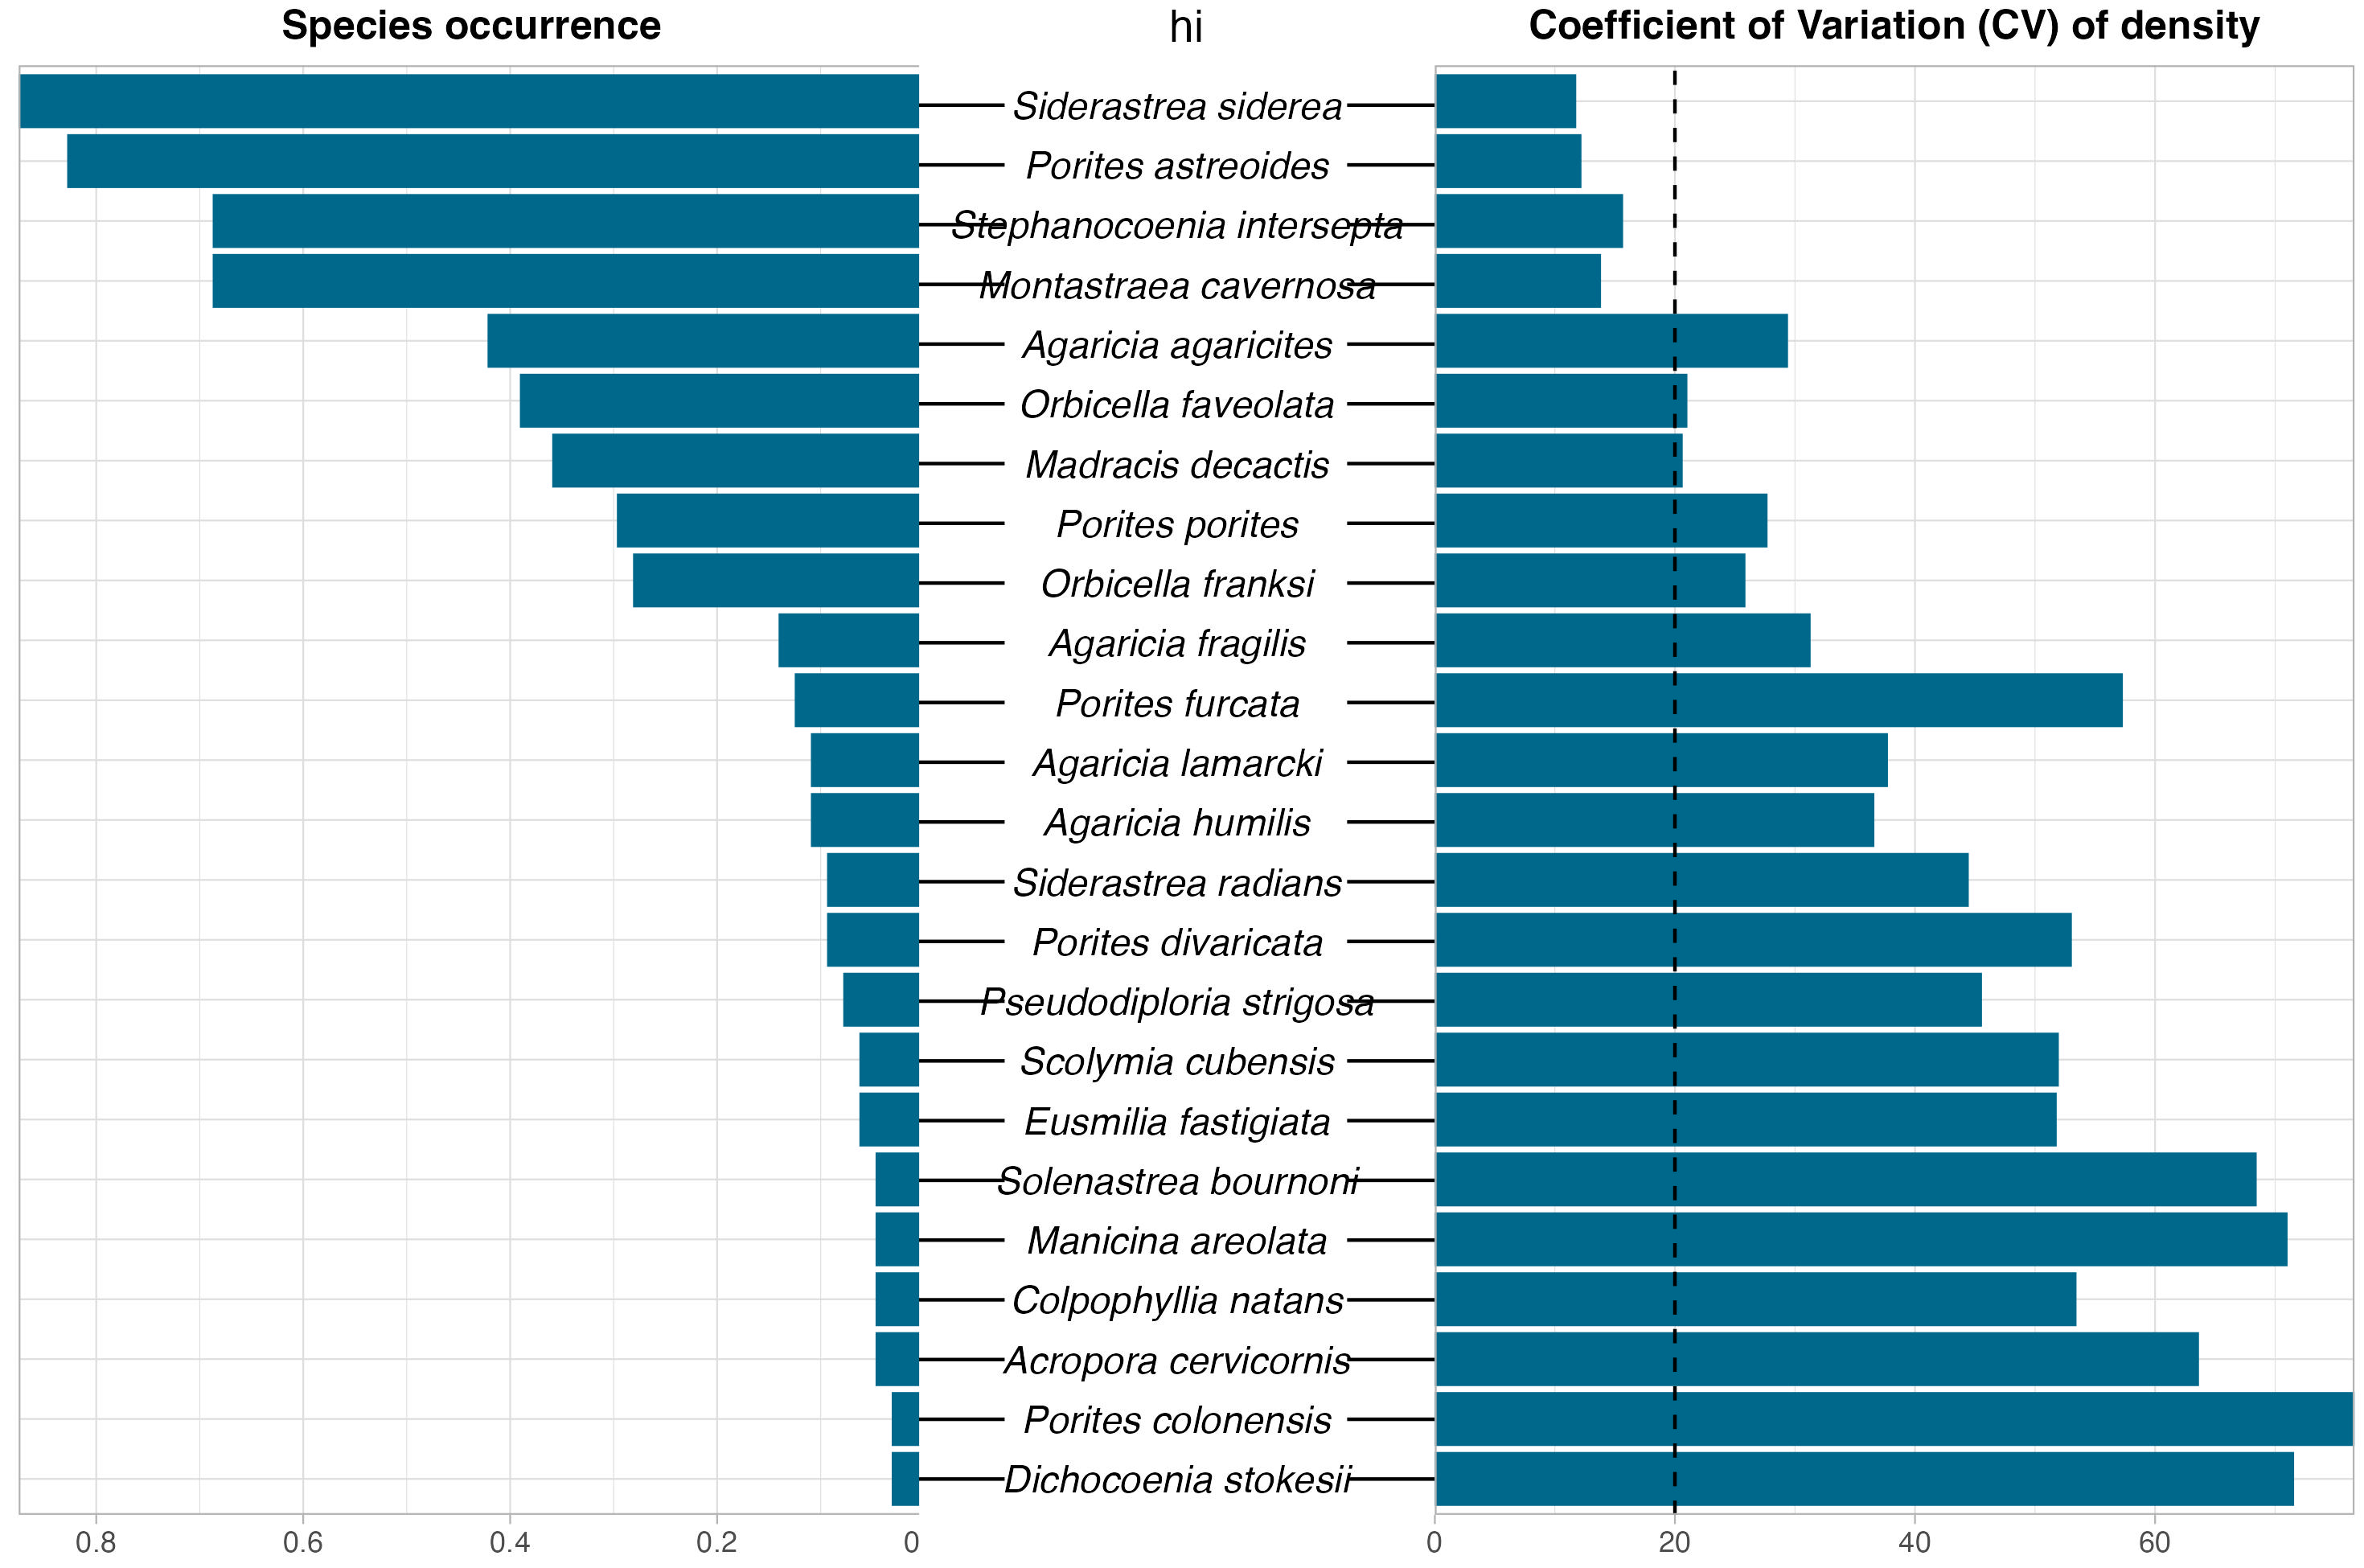 Species occurrence
hi
Coefficient of Variation (CV) of density
Siderastrea siderea
Porites astreoides
Stephanocoenia intersepta
Montastraea cavernosa
Agaricia agaricites
Orbicella faveolata
Madracis decactis
Porites porites
Orbicella franksi
Agaricia fragilis
Porites furcata
Agaricia lamarcki
Agaricia humilis
Siderastrea radians
Porites divaricata
Pseudodiploria strigosa
Scolymia cubensis
Eusmilia fastigiata
Solenastrea bournoni
Manicina areolata
Colpophyllia natans
Acropora cervicornis
Porites colonensis
Dichocoenia stokesii
0.8 0.6 0.4 0.2 0
0 20 40 60